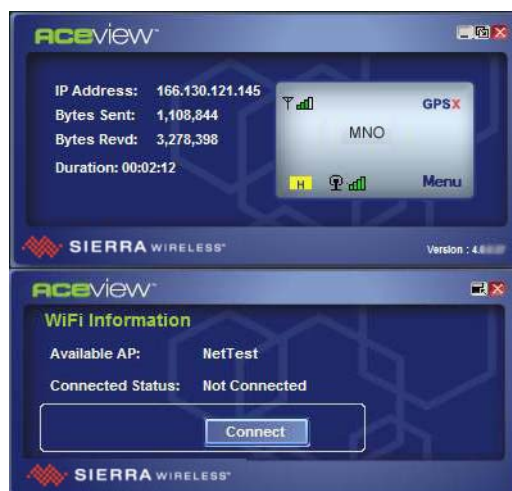 ACEVIEW
IP Address: 166.130.121.145
Bytes Sent: 1,108,844
Bytes Revd: 3,278,398
Duration: 00:02:12
GPSX
MNO
H
Menu
SIERRA WIRELESS
Version : 4.
ACEVIEW
WiFi Information
Available AP: NetTest
Connected Status: Not Connected
Connect
SIERRA WIRELESS